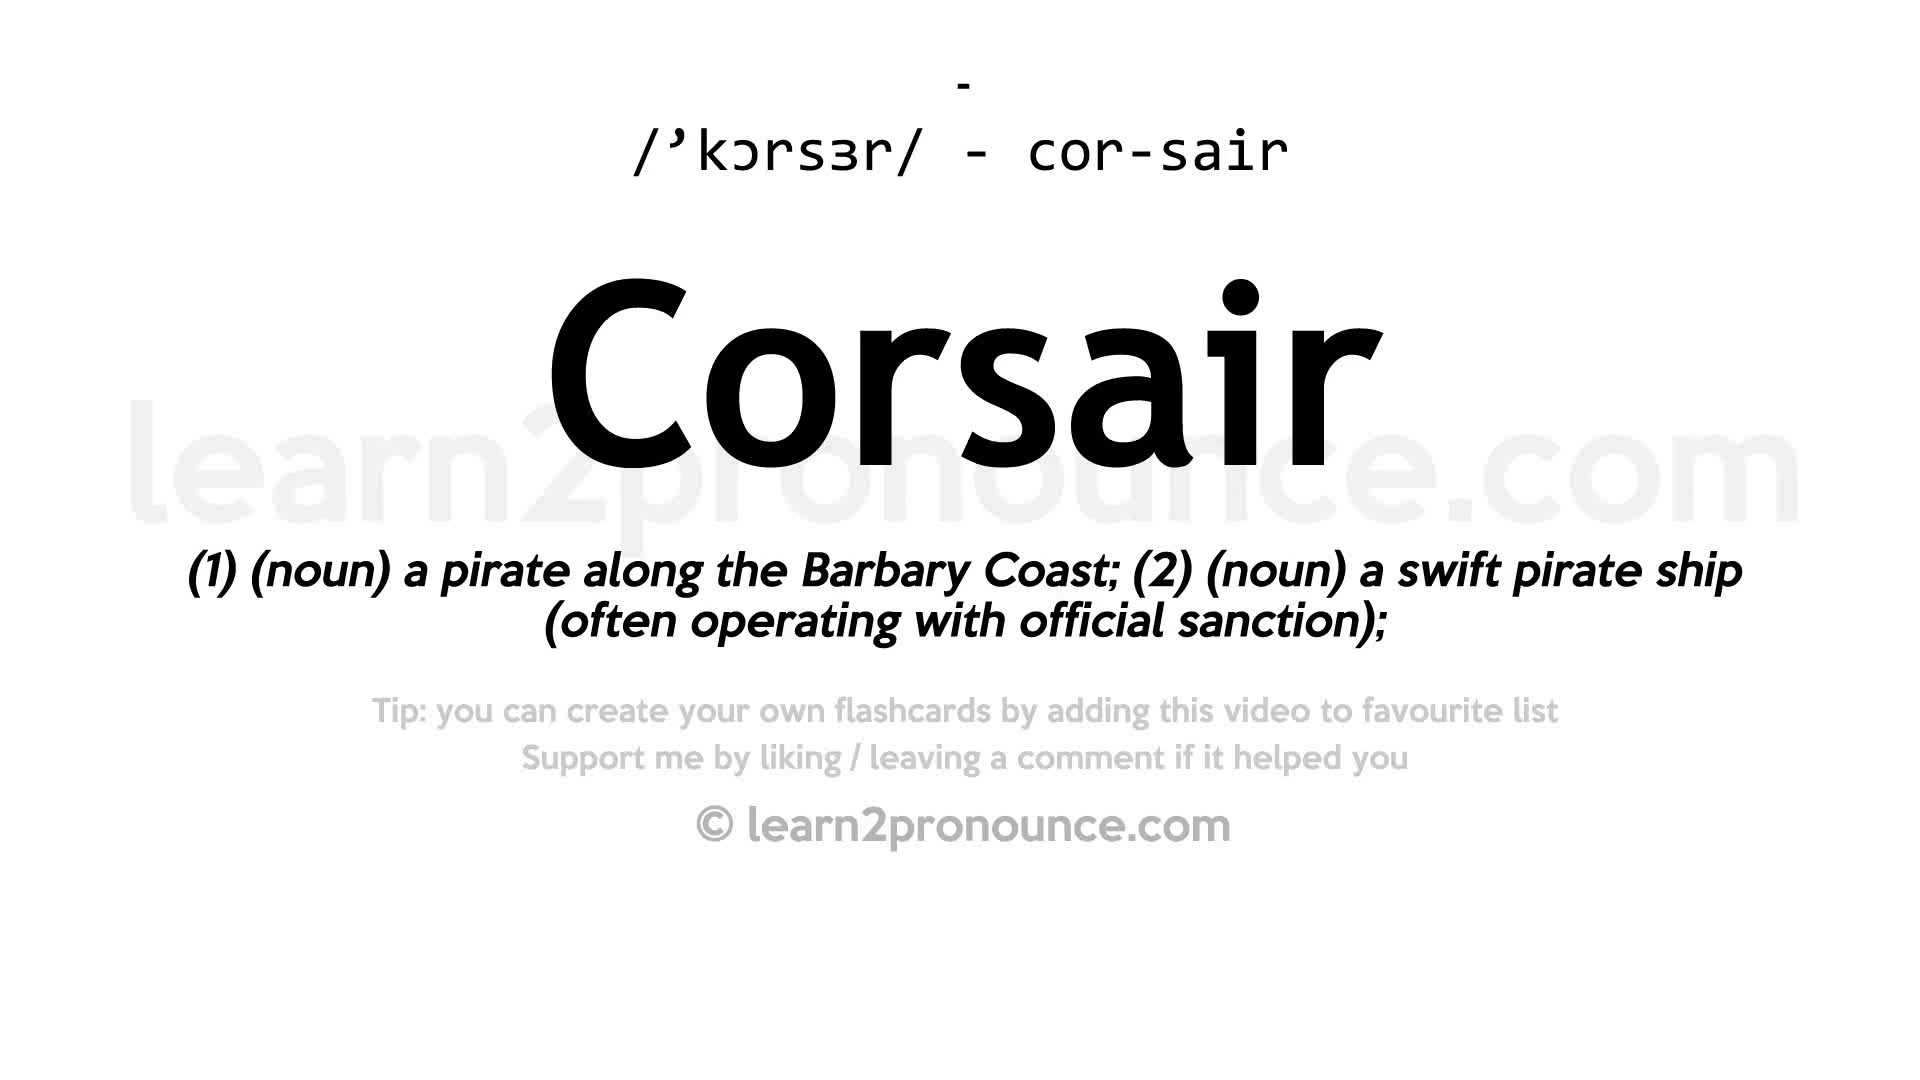 -
/’kɔrsɜr/ - cor-sair
Corsair
learn2pronounce.com
(1) (noun) a pirate along the Barbary Coast; (2) (noun) a swift pirate ship
(often operating with official sanction);
Tip: you can create your own flashcards by adding this video to favourite list
Support me by liking / leaving a comment if it helped you
© learn2pronounce.com